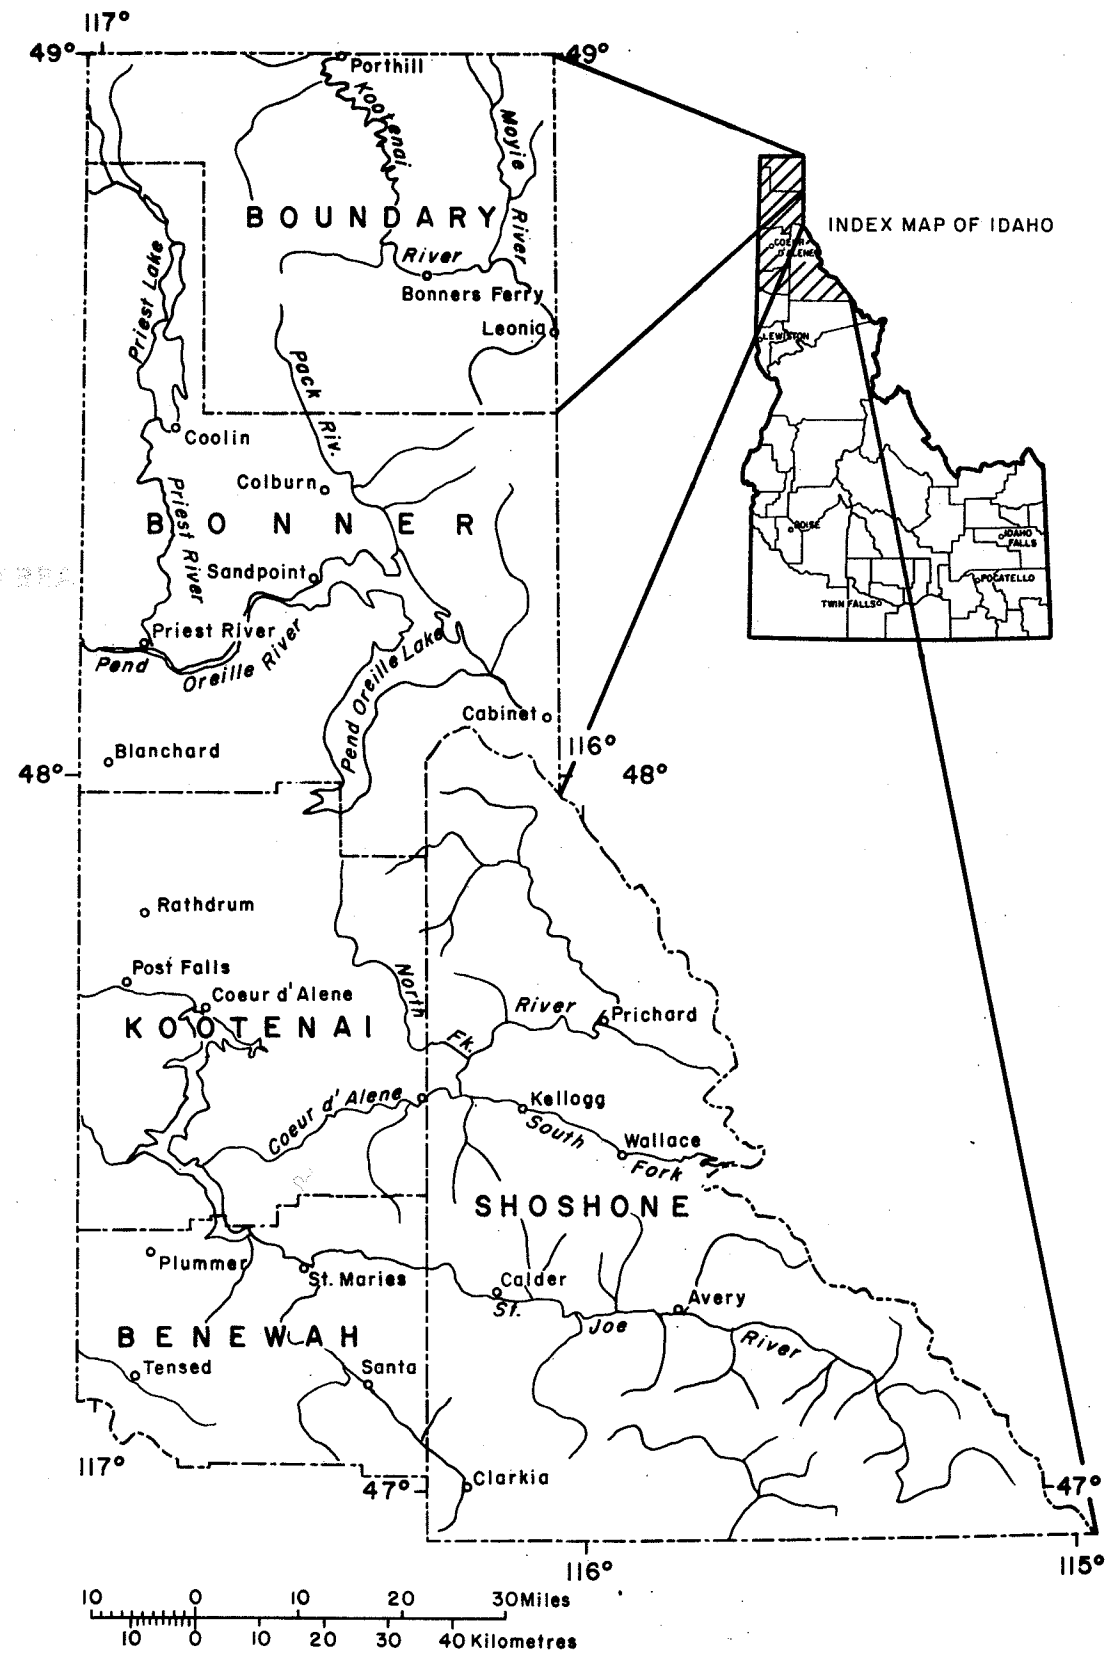 117°
49°
49°
Porthill
Kootenai
Moyie
River
BOUNDARY
River
Bonners Ferry
Leonia
INDEX MAP OF IDAHO
COEUR
D'ALENE
LEWISTON
BOISE
IDAHO
FALLS
POCATELLO
TWIN FALLS
Priest Lake
Pack Riv.
Coolin
Colburn
Priest River
BONNER
Sandpoint
Priest River
Pend
Oreille River
Pend Oreille Lake
Cabinet
Blanchard
48°
116°
48°
Rathdrum
Post Falls
Coeur d'Alene
KOOTENAI
North
Fk.
River
Prichard
Coeur d'Alene
Kellogg
South
Wallace
Fork
SHOSHONE
Plummer
St. Maries
Calder
St.
Joe
Avery
River
BENEWAH
Tensed
Santa
117°
47°
Clarkia
47°
116°
115°
10 0 10 20 30 Miles
10 0 10 20 30 40 Kilometres